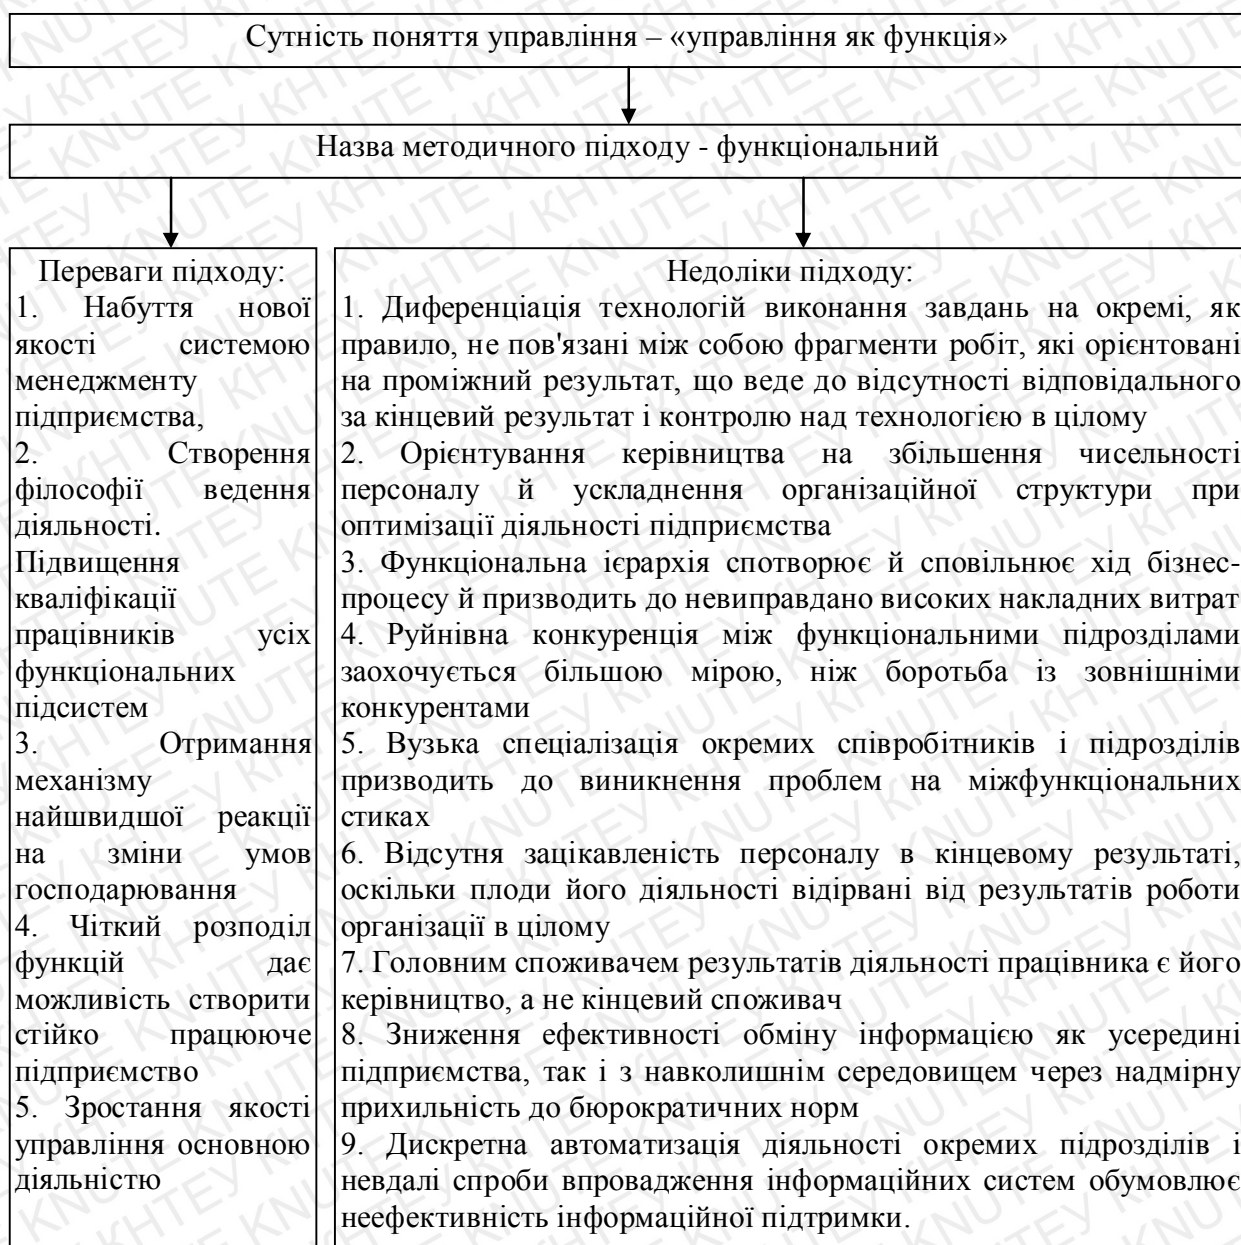 Сутність поняття управління – «управління як функція»
Назва методичного підходу - функціональний
Переваги підходу:
1. Набуття нової
якості системою
менеджменту
підприємства,
2. Створення
філософії ведення
діяльності.
Підвищення
кваліфікації
працівників усіх
функціональних
підсистем
3. Отримання
механізму
найшвидшої реакції
на зміни умов
господарювання
4. Чіткий розподіл
функцій дає
можливість створити
стійко працююче
підприємство
5. Зростання якості
управління основною
діяльністю
Недоліки підходу:
1. Диференціація технологій виконання завдань на окремі, як
правило, не пов'язані між собою фрагменти робіт, які орієнтовані
на проміжний результат, що веде до відсутності відповідального
за кінцевий результат і контролю над технологією в цілому
2. Орієнтування керівництва на збільшення чисельності
персоналу й ускладнення організаційної структури при
оптимізації діяльності підприємства
3. Функціональна ієрархія спотворює й сповільнює хід бізнес-
процесу й призводить до невиправдано високих накладних витрат
4. Руйнівна конкуренція між функціональними підрозділами
заохочується більшою мірою, ніж боротьба із зовнішніми
конкурентами
5. Вузька спеціалізація окремих співробітників і підрозділів
призводить до виникнення проблем на міжфункціональних
стиках
6. Відсутня зацікавленість персоналу в кінцевому результаті,
оскільки плоди його діяльності відірвані від результатів роботи
організації в цілому
7. Головним споживачем результатів діяльності працівника є його
керівництво, а не кінцевий споживач
8. Зниження ефективності обміну інформацією як усередині
підприємства, так і з навколишнім середовищем через надмірну
прихильність до бюрократичних норм
9. Дискретна автоматизація діяльності окремих підрозділів і
невдалі спроби впровадження інформаційних систем обумовлює
неефективність інформаційної підтримки.